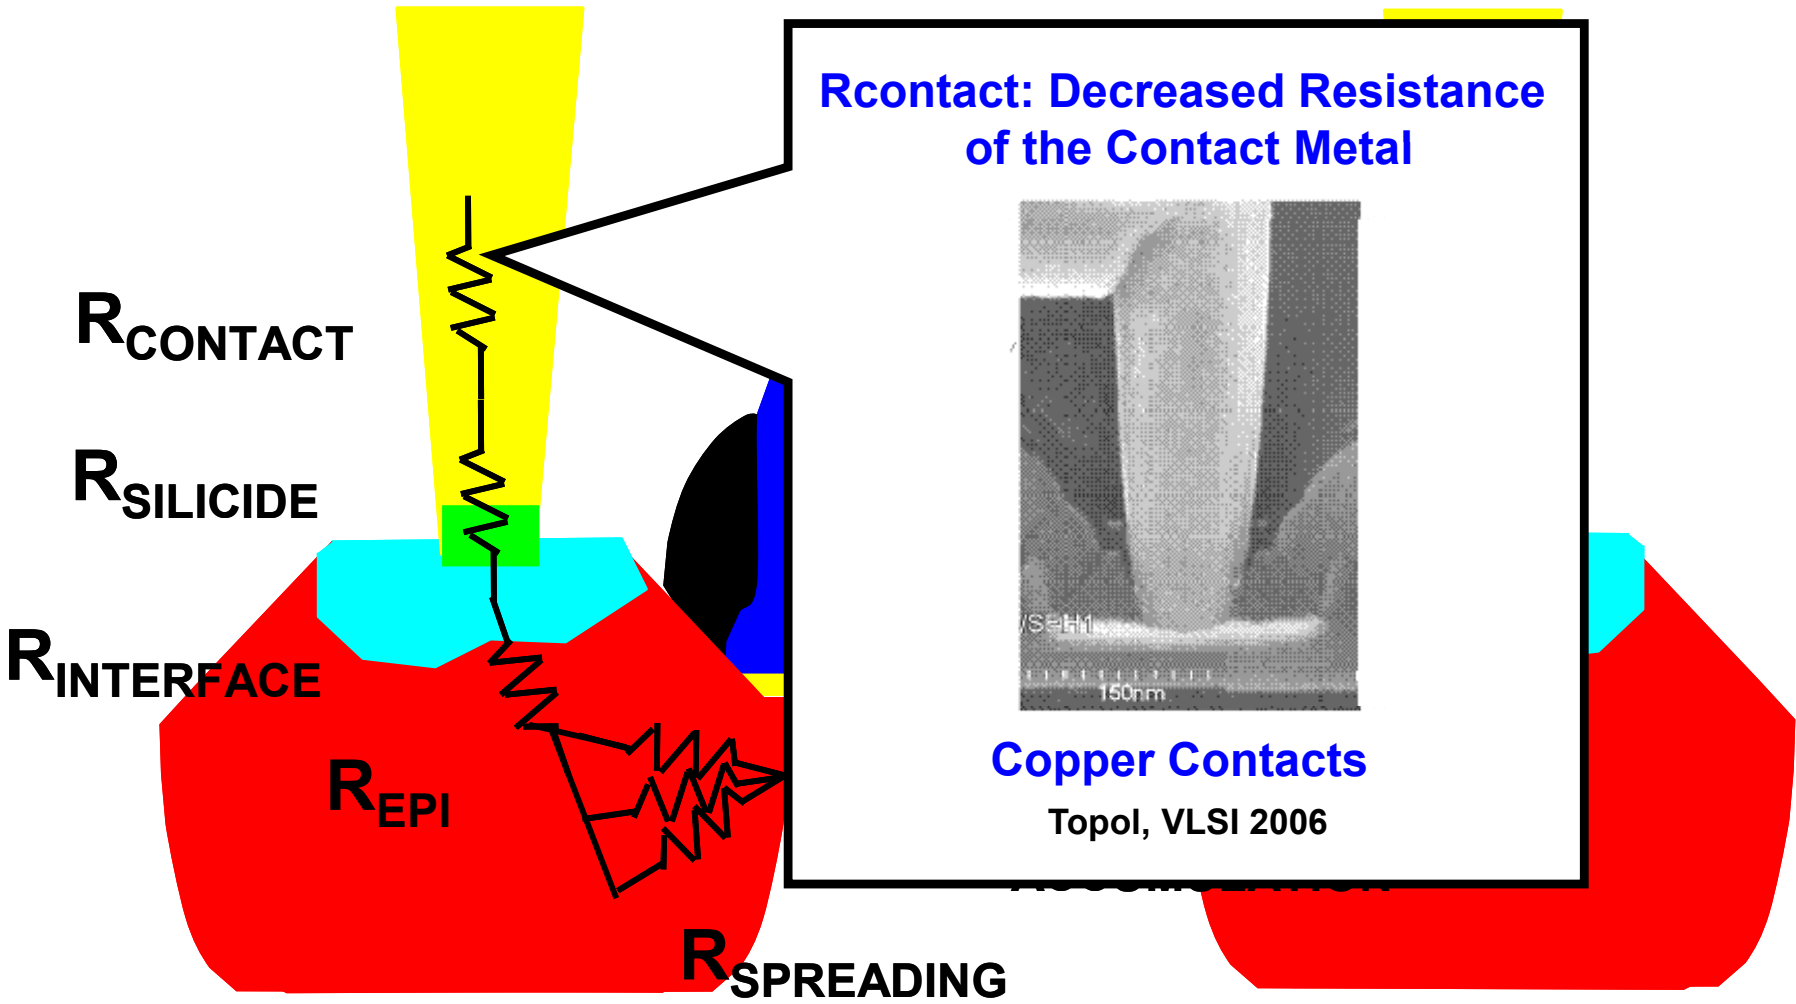 Rcontact: Decreased Resistance
of the Contact Metal
RCONTACT
RSILICIDE
RINTERFACE
150nm
Copper Contacts
REPI
Topol, VLSI 2006
RSPREADING